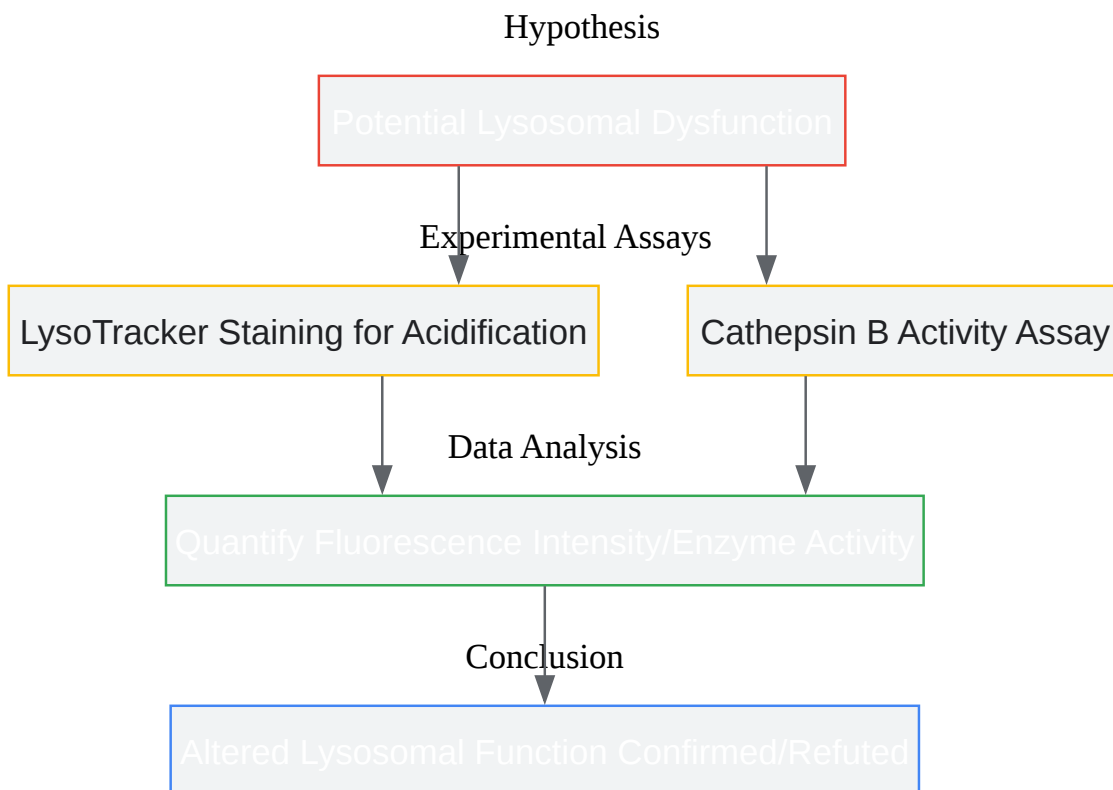 Hypothesis
Potential Lysosomal Dysfunction
Experimental Assays
LysoTracker Staining for Acidification
Cathepsin B Activity Assay
Data Analysis
Quantify Fluorescence Intensity/Enzyme Activity
Conclusion
Altered Lysosomal Function Confirmed/Refuted